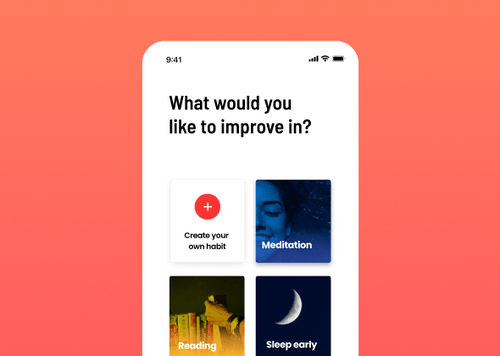 9:41
What would you
like to improve in?
Create your
own habit
Meditation
Reading
Sleep early